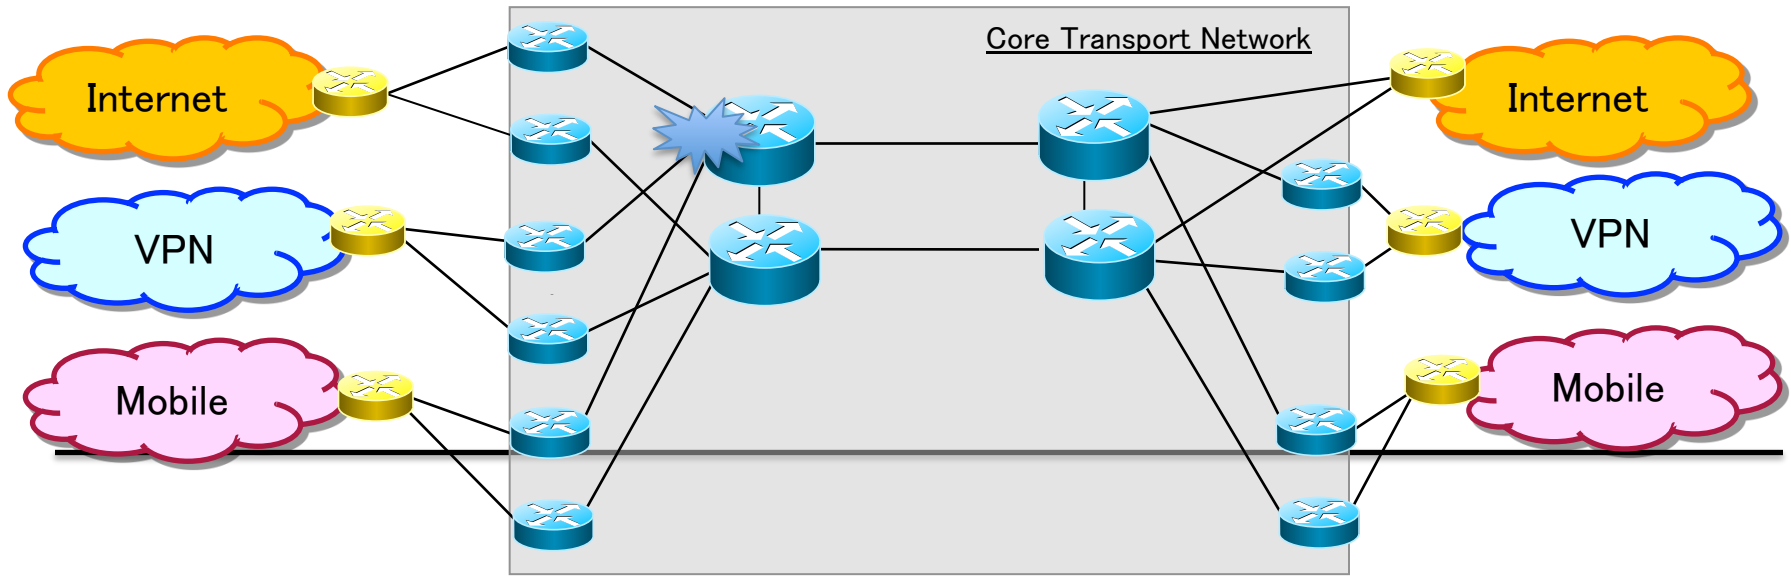 Core Transport Network
Internet
Internet
VPN
VPN
Mobile
Mobile